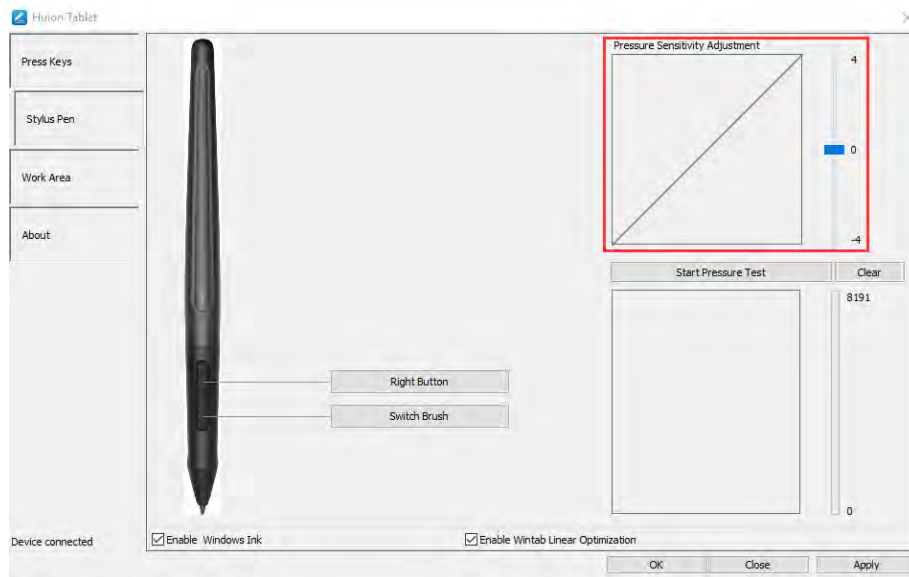 Huion Tablet
Press Keys
Stylus Pen
Work Area
About
Device connected
Right Button
Switch Brush
Enable Windows Ink
Enable Wintab Linear Optimization
Pressure Sensitivity Adjustment
4
0
-4
Start Pressure Test
Clear
8191
0
OK
Close
Apply